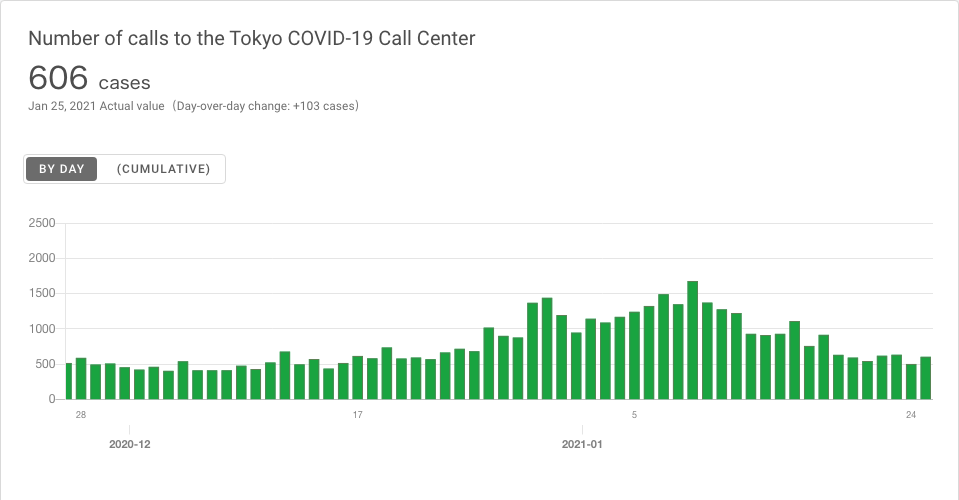 Number of calls to the Tokyo COVID-19 Call Center
606 cases
Jan 25, 2021 Actual value (Day-over-day change: +103 cases)
BY DAY (CUMULATIVE)
2500
2000
1500
1000
500
0
28 17 5 24
2020-12 2021-01